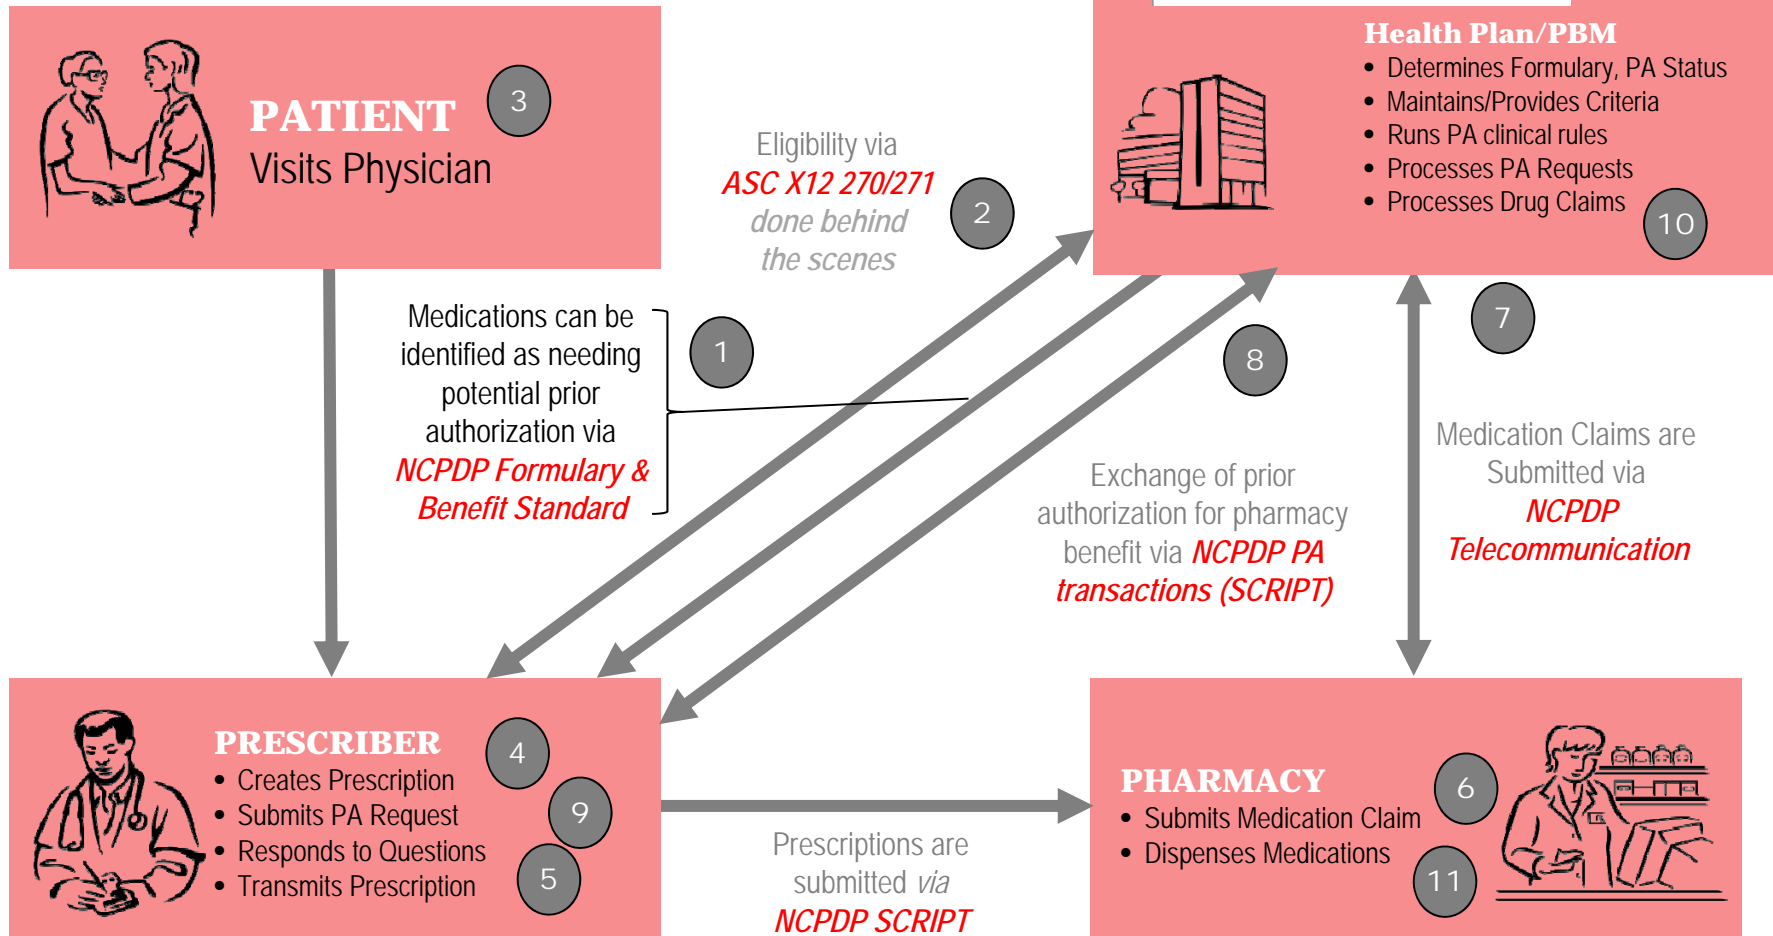 PATIENT
Visits Physician
3
Eligibility via
ASC X12 270/271
done behind
the scenes
2
Health Plan/PBM
• Determines Formulary, PA Status
• Maintains/Provides Criteria
• Runs PA clinical rules
• Processes PA Requests
• Processes Drug Claims
10
Medications can be
identified as needing
potential prior
authorization via
NCPDP Formulary &
Benefit Standard
1
8
7
Exchange of prior
authorization for pharmacy
benefit via NCPDP PA
transactions (SCRIPT)
Medication Claims are
Submitted via
NCPDP
Telecommunication
PRESCRIBER
• Creates Prescription
• Submits PA Request
• Responds to Questions
• Transmits Prescription
4
9
5
Prescriptions are
submitted via
NCPDP SCRIPT
PHARMACY
• Submits Medication Claim
• Dispenses Medications
6
11